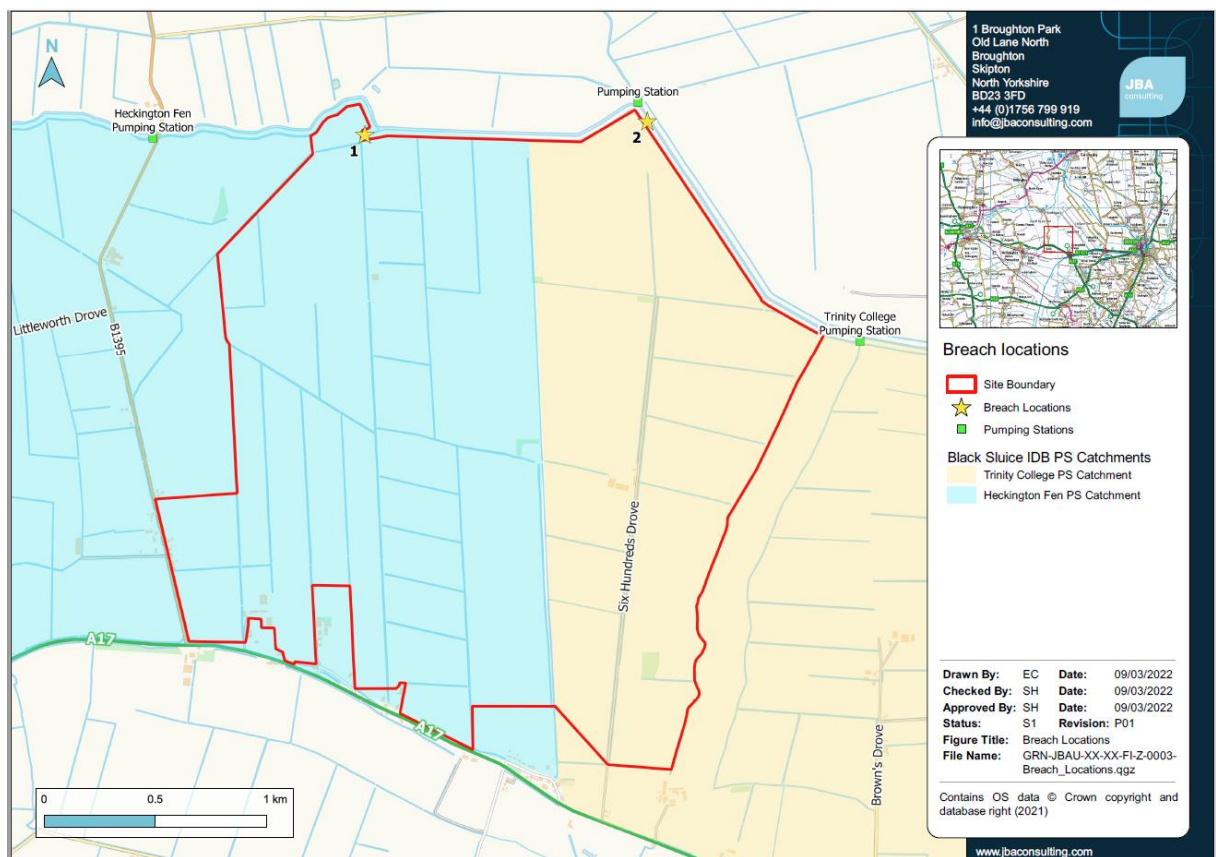 N
Heckington Fen
Pumping Station
Pumping Station
1
2
Littleworth Drove
B1395
Trinity College
Pumping Station
Six Hundreds Drove
A17
A17
Brown's Drove
0 0.5 1 km
1 Broughton Park
Old Lane North
Broughton
Skipton
North Yorkshire
BD23 3FD
+44 (0)1756 799 919
info@jbaconsulting.com
JBA
consulting
Breach locations
Site Boundary
Breach Locations
Pumping Stations
Black Sluice IDB PS Catchments
Trinity College PS Catchment
Heckington Fen PS Catchment
Drawn By: EC Date: 09/03/2022
Checked By: SH Date: 09/03/2022
Approved By: SH Date: 09/03/2022
Status: S1 Revision: P01
Figure Title: Breach Locations
File Name: GRN-JBAU-XX-XX-FI-Z-0003-
Breach_Locations.qgz
Contains OS data © Crown copyright and
database right (2021)
www.jbaconsulting.com